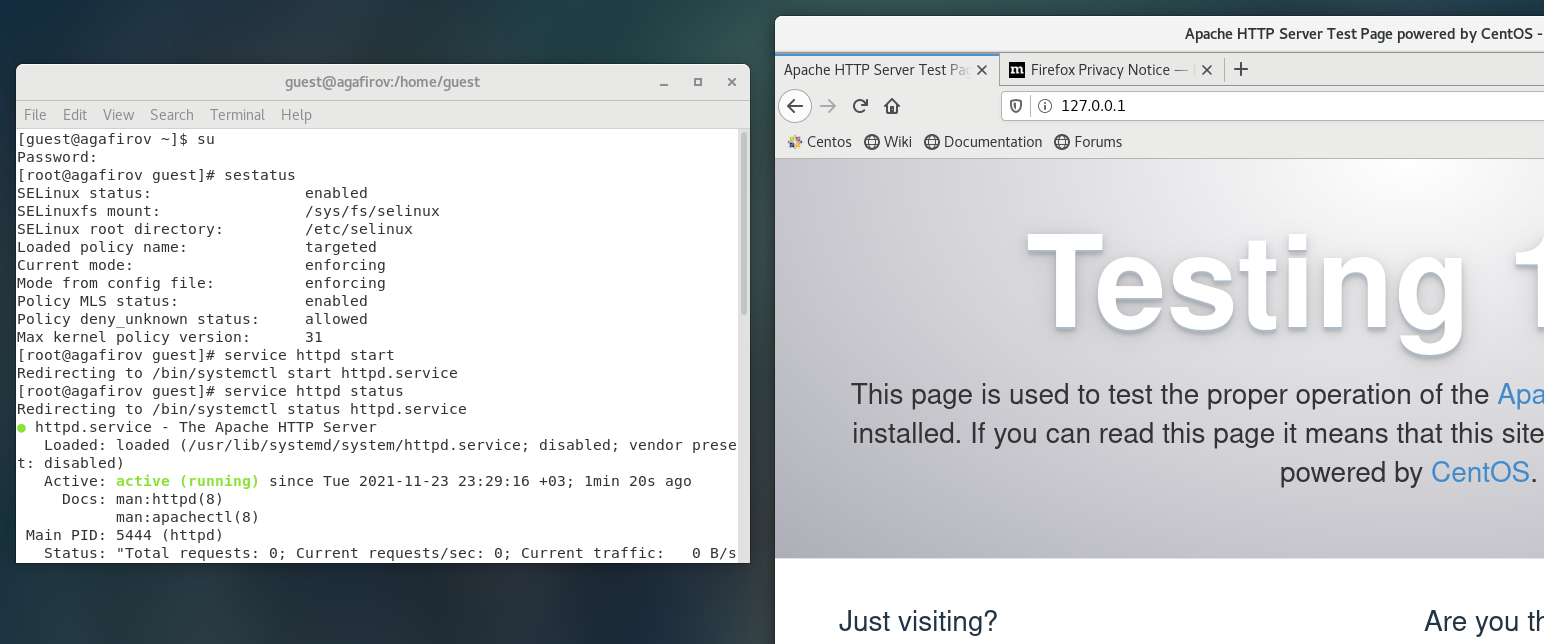 guest@agafirov:/home/guest
File Edit View Search Terminal Help
[guest@agafirov ~]$ su
Password:
[root@agafirov guest]# sestatus
SELinux status:                 enabled
SELinuxfs mount:                /sys/fs/selinux
SELinux root directory:         /etc/selinux
Loaded policy name:             targeted
Current mode:                   enforcing
Mode from config file:          enforcing
Policy MLS status:              enabled
Policy deny_unknown status:     allowed
Max kernel policy version:      31
[root@agafirov guest]# service httpd start
Redirecting to /bin/systemctl start httpd.service
[root@agafirov guest]# service httpd status
Redirecting to /bin/systemctl status httpd.service
● httpd.service - The Apache HTTP Server
   Loaded: loaded (/usr/lib/systemd/system/httpd.service; disabled; vendor prese
t: disabled)
   Active: active (running) since Tue 2021-11-23 23:29:16 +03; 1min 20s ago
     Docs: man:httpd(8)
           man:apachectl(8)
 Main PID: 5444 (httpd)
   Status: "Total requests: 0; Current requests/sec: 0; Current traffic:   0 B/s
Apache HTTP Server Test Page powered by CentOS -
Apache HTTP Server Test Pag
m Firefox Privacy Notice —
127.0.0.1
Centos Wiki Documentation Forums
Testing 1
This page is used to test the proper operation of the Apa
installed. If you can read this page it means that this site
powered by CentOS.
Just visiting?
Are you th